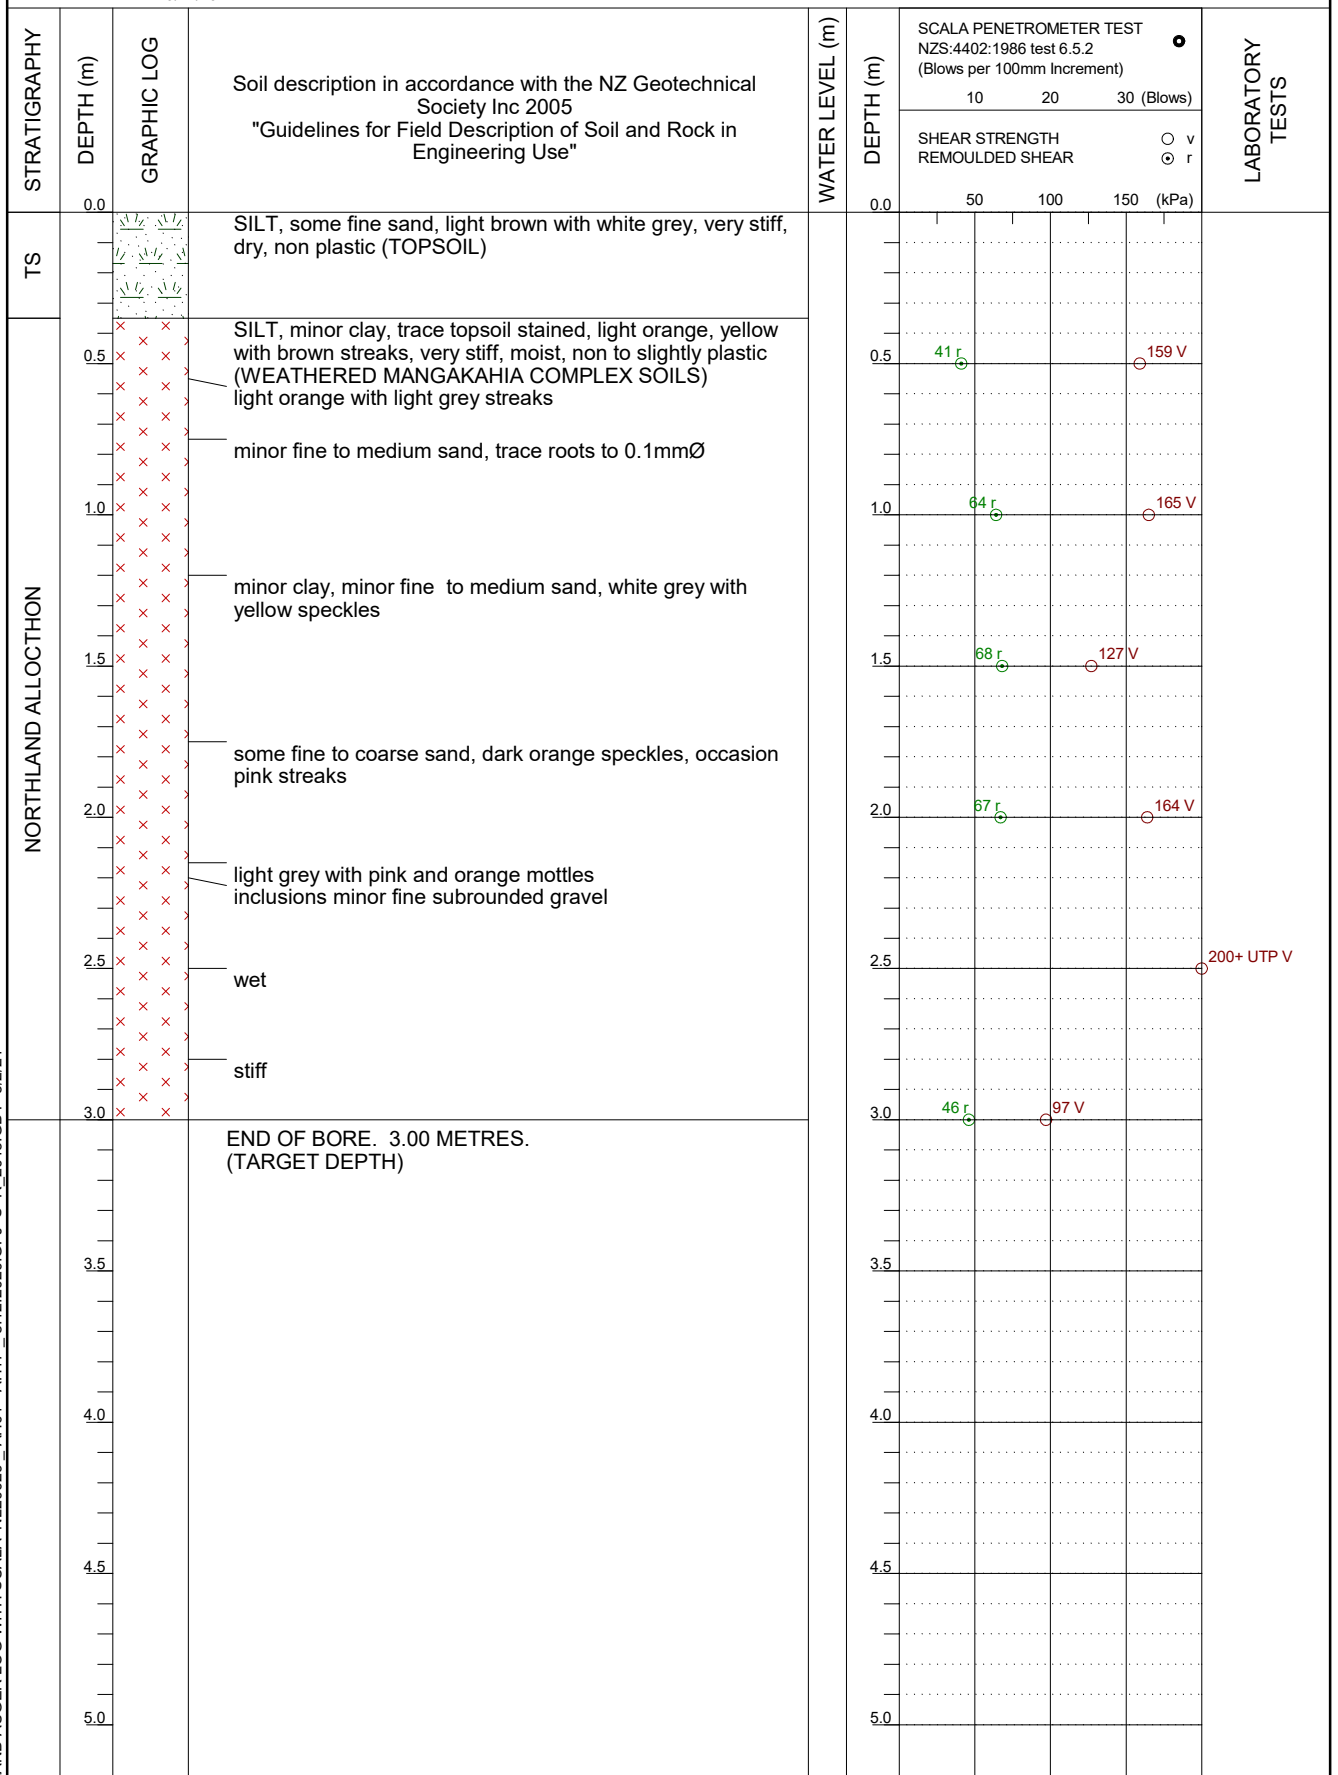 STRATIGRAPHY
DEPTH (m)
GRAPHIC LOG
Soil description in accordance with the NZ Geotechnical
Society Inc 2005
"Guidelines for Field Description of Soil and Rock in
Engineering Use"
WATER LEVEL (m)
DEPTH (m)
SCALA PENETROMETER TEST
NZS:4402:1986 test 6.5.2
(Blows per 100mm Increment)
10 20 30 (Blows)
SHEAR STRENGTH v
REMOULDED SHEAR r
50 100 150 (kPa)
LABORATORY
TESTS
0.0 0.0
TS
SILT, some fine sand, light brown with white grey, very stiff,
dry, non plastic (TOPSOIL)
NORTHLAND ALLOCTHON
SILT, minor clay, trace topsoil stained, light orange, yellow
with brown streaks, very stiff, moist, non to slightly plastic
(WEATHERED MANGAKAHIA COMPLEX SOILS)
light orange with light grey streaks
0.5 0.5 41 r 159 V
minor fine to medium sand, trace roots to 0.1mmØ
1.0 1.0 64 r 165 V
minor clay, minor fine to medium sand, white grey with
yellow speckles
1.5 1.5 68 r 127 V
some fine to coarse sand, dark orange speckles, occasion
pink streaks
2.0 2.0 67 r 164 V
light grey with pink and orange mottles
inclusions minor fine subrounded gravel
2.5 2.5 200+ UTP V
wet
stiff
3.0 3.0 46 r 97 V
END OF BORE. 3.00 METRES.
(TARGET DEPTH)
3.5 3.5
4.0 4.0
4.5 4.5
5.0 5.0